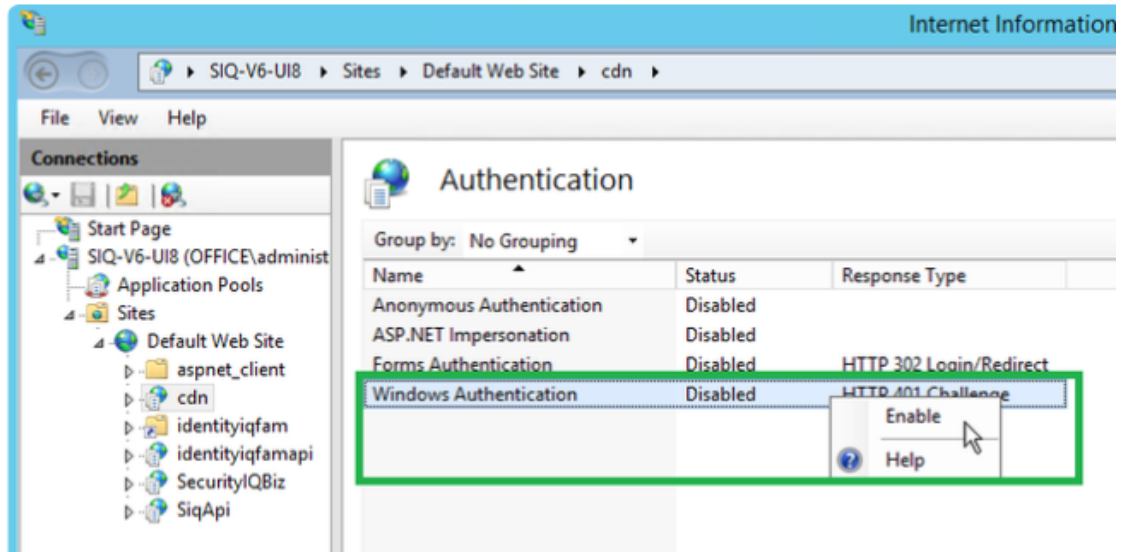 Internet Information
SIQ-V6-UI8 Sites Default Web Site cdn
File View Help
Connections
Start Page
SIQ-V6-UI8 (OFFICE\administ
Application Pools
Sites
Default Web Site
aspnet_client
cdn
identityiqfam
identityiqfamapi
SecurityIQBiz
SiqApi
Authentication
Group by: No Grouping
Name Status Response Type
Anonymous Authentication Disabled
ASP.NET Impersonation Disabled
Forms Authentication Disabled HTTP 302 Login/Redirect
Windows Authentication Disabled HTTP 401 Challenge
Enable
Help